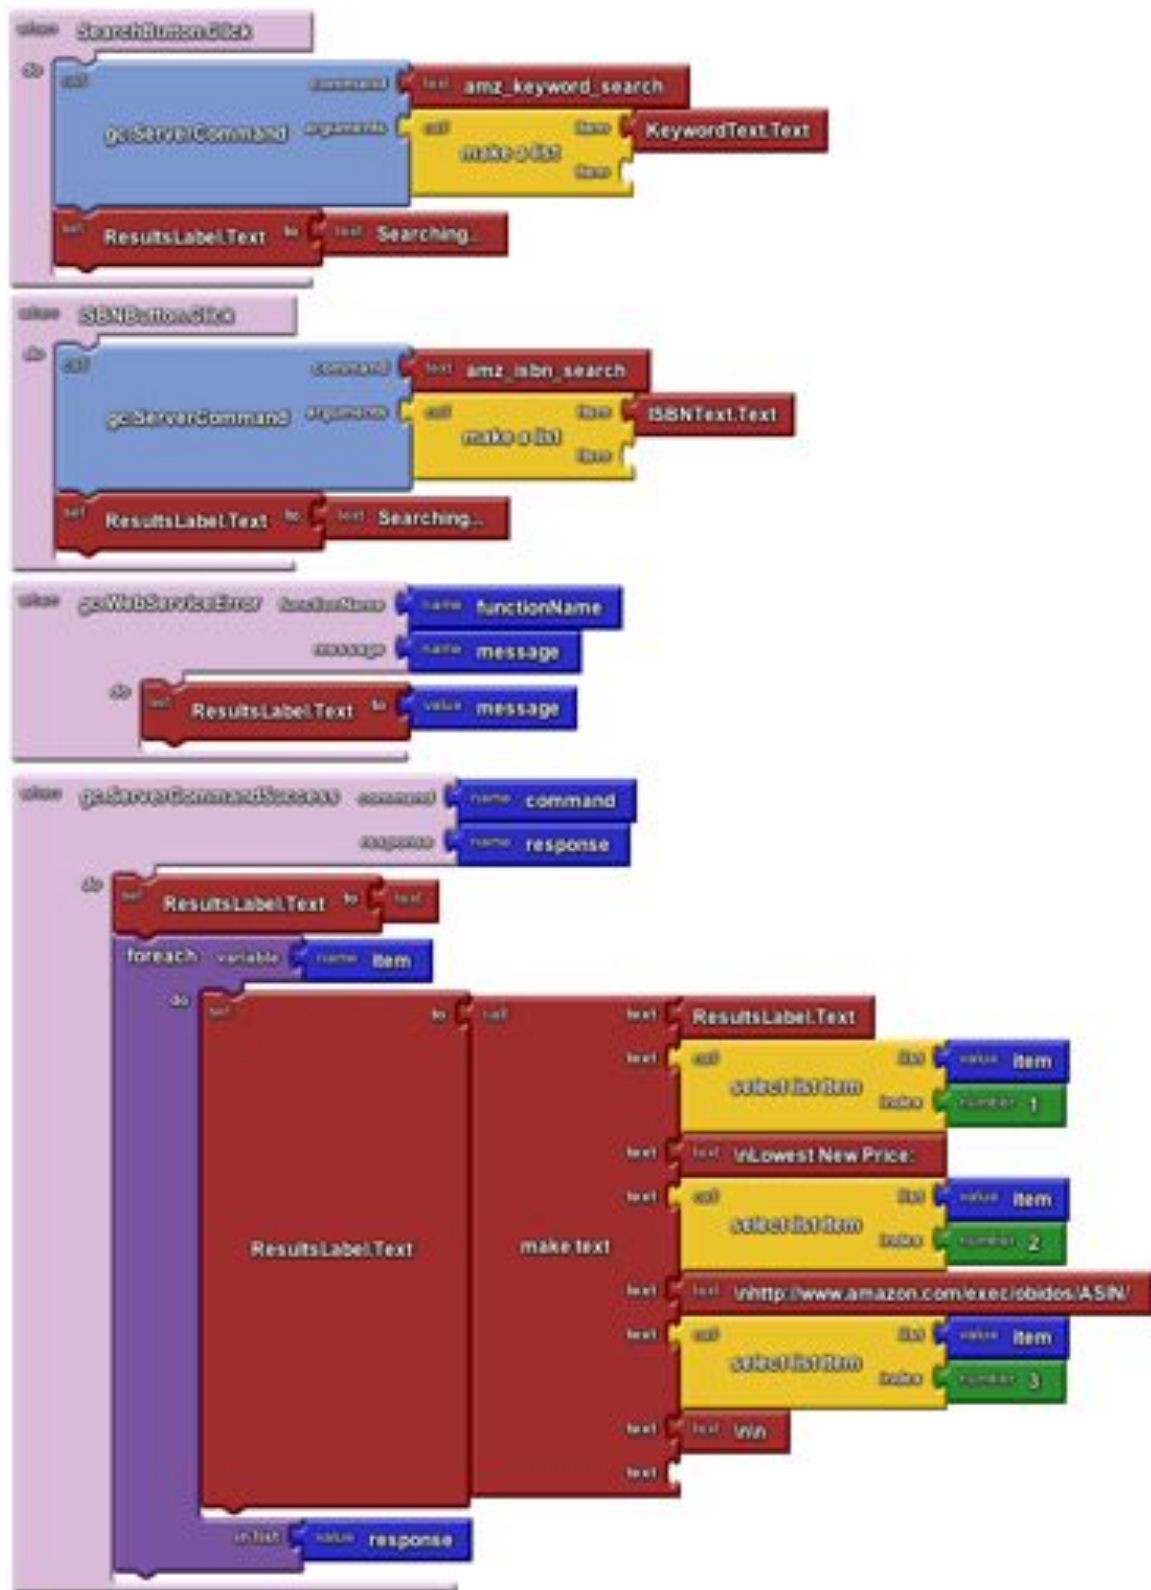 when SearchButton.Click
do call command text amz_keyword_search
gc.ServerCommand arguments call item KeywordText.Text
make a list
item
set ResultsLabel.Text to text Searching...
when ISBNButton.Click
do call command text amz_isbn_search
gc.ServerCommand arguments call item ISBNText.Text
make a list
item
set ResultsLabel.Text to text Searching...
when gc.WebServiceError functionName name functionName
message name message
do set ResultsLabel.Text to value message
when gc.ServerCommandSuccess command name command
response name response
do set ResultsLabel.Text to text
foreach variable name item
do set to call text ResultsLabel.Text
text call list value item
select list item
index number 1
text text \nLowest New Price:
text call list value item
ResultsLabel.Text make text select list item
index number 2
text text \nhttp://www.amazon.com/exec/obidos/ASIN/
text call list value item
select list item
index number 3
text text \n\n
text
in list value response